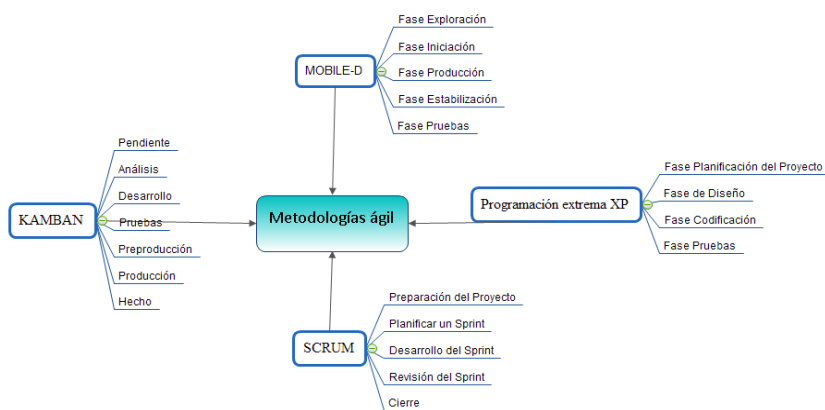 MOBILE-D
Fase Exploración
Fase Iniciación
Fase Producción
Fase Estabilización
Fase Pruebas
KAMBAN
Pendiente
Análisis
Desarrollo
Pruebas
Preproducción
Producción
Hecho
Metodologías ágil
Programación extrema XP
Fase Planificación del Proyecto
Fase de Diseño
Fase Codificación
Fase Pruebas
SCRUM
Preparación del Proyecto
Planificar un Sprint
Desarrollo del Sprint
Revisión del Sprint
Cierre